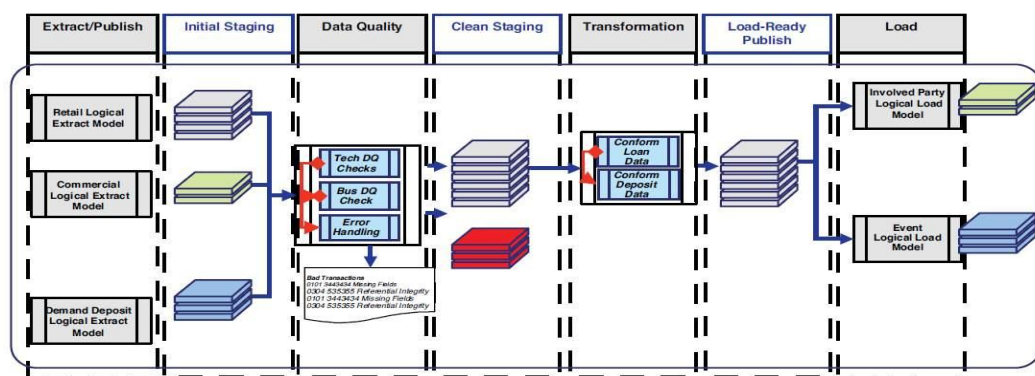 Extract/Publish
Initial Staging
Data Quality
Clean Staging
Transformation
Load-Ready
Publish
Load
Retail Logical
Extract Model
Commercial
Logical Extract Model
Demand Deposit
Logical Extract
Model
Tech DQ
Checks
Bus DQ
Check
Error
Handling
Bad Transactions
0101 3443434 Missing Fields
0304 535355 Referential Integrity
0101 3443434 Missing Fields
0304 535355 Referential Integrity
Conform
Loan
Data
Conform
Deposit
Data
Involved Party
Logical Load
Model
Event
Logical Load Model